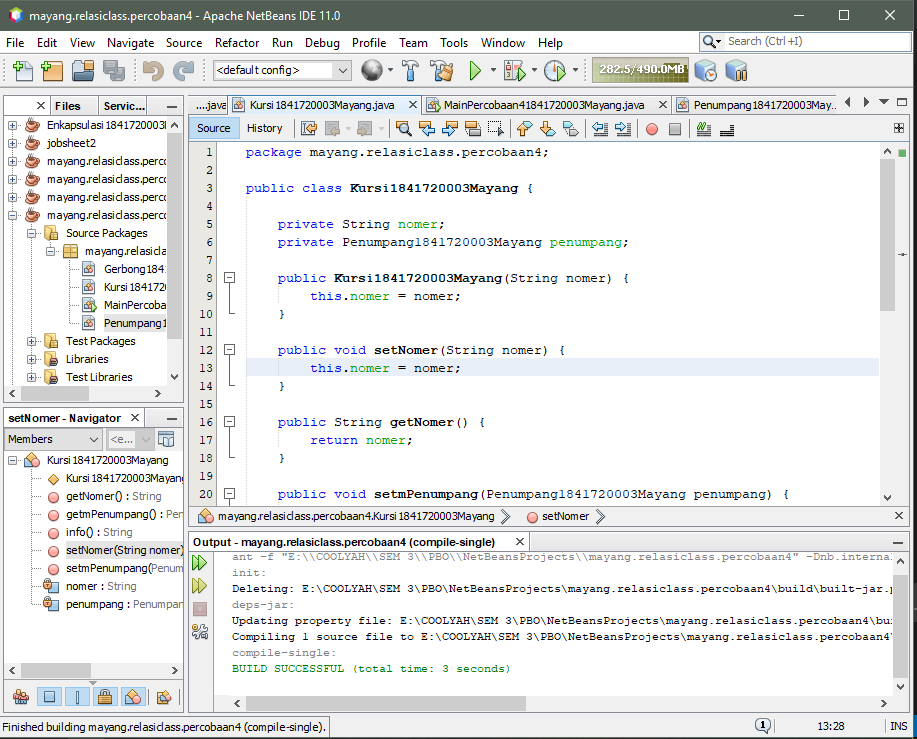 mayang.relasiclass.percobaan4 - Apache NetBeans IDE 11.0
File Edit View Navigate Source Refactor Run Debug Profile Team Tools Window Help
Search (Ctrl+I)
<default config>
282.5/490.0MB
Files Servic...
...java Kursi1841720003Mayang.java MainPercobaan41841720003Mayang.java Penumpang1841720003May...
Source History
Enkapsulasi1841720003
jobsheet2
mayang.relasiclass.perc
mayang.relasiclass.perc
mayang.relasiclass.perc
mayang.relasiclass.perc
Source Packages
mayang.relasicla
Gerbong184
Kursi184172
MainPercoba
Penumpang1
Test Packages
Libraries
Test Libraries
1 package mayang.relasiclass.percobaan4;
2
3 public class Kursi1841720003Mayang {
4
5 private String nomer;
6 private Penumpang1841720003Mayang penumpang;
7
8 public Kursi1841720003Mayang(String nomer) {
9 this.nomer = nomer;
10 }
11
12 public void setNomer(String nomer) {
13 this.nomer = nomer;
14 }
15
16 public String getNomer() {
17 return nomer;
18 }
19
20 public void setmPenumpang(Penumpang1841720003Mayang penumpang) {
mayang.relasiclass.percobaan4.Kursi1841720003Mayang setNomer
setNomer - Navigator
Members <e...
Kursi1841720003Mayang
Kursi1841720003Mayang
getNomer() : String
getmPenumpang() : Pen
info() : String
setNomer(String nomer)
setmPenumpang(Penum
nomer : String
penumpang : Penumpan
Output - mayang.relasiclass.percobaan4 (compile-single)
ant -f "E:\\COOLYAH\\SEM 3\\PBO\\NetBeansProjects\\mayang.relasiclass.percobaan4" -Dnb.interna
init:
Deleting: E:\COOLYAH\SEM 3\PBO\NetBeansProjects\mayang.relasiclass.percobaan4\build\built-jar.p
deps-jar:
Updating property file: E:\COOLYAH\SEM 3\PBO\NetBeansProjects\mayang.relasiclass.percobaan4\bui
Compiling 1 source file to E:\COOLYAH\SEM 3\PBO\NetBeansProjects\mayang.relasiclass.percobaan4\
compile-single:
BUILD SUCCESSFUL (total time: 3 seconds)
Finished building mayang.relasiclass.percobaan4 (compile-single).
1
13:28 INS